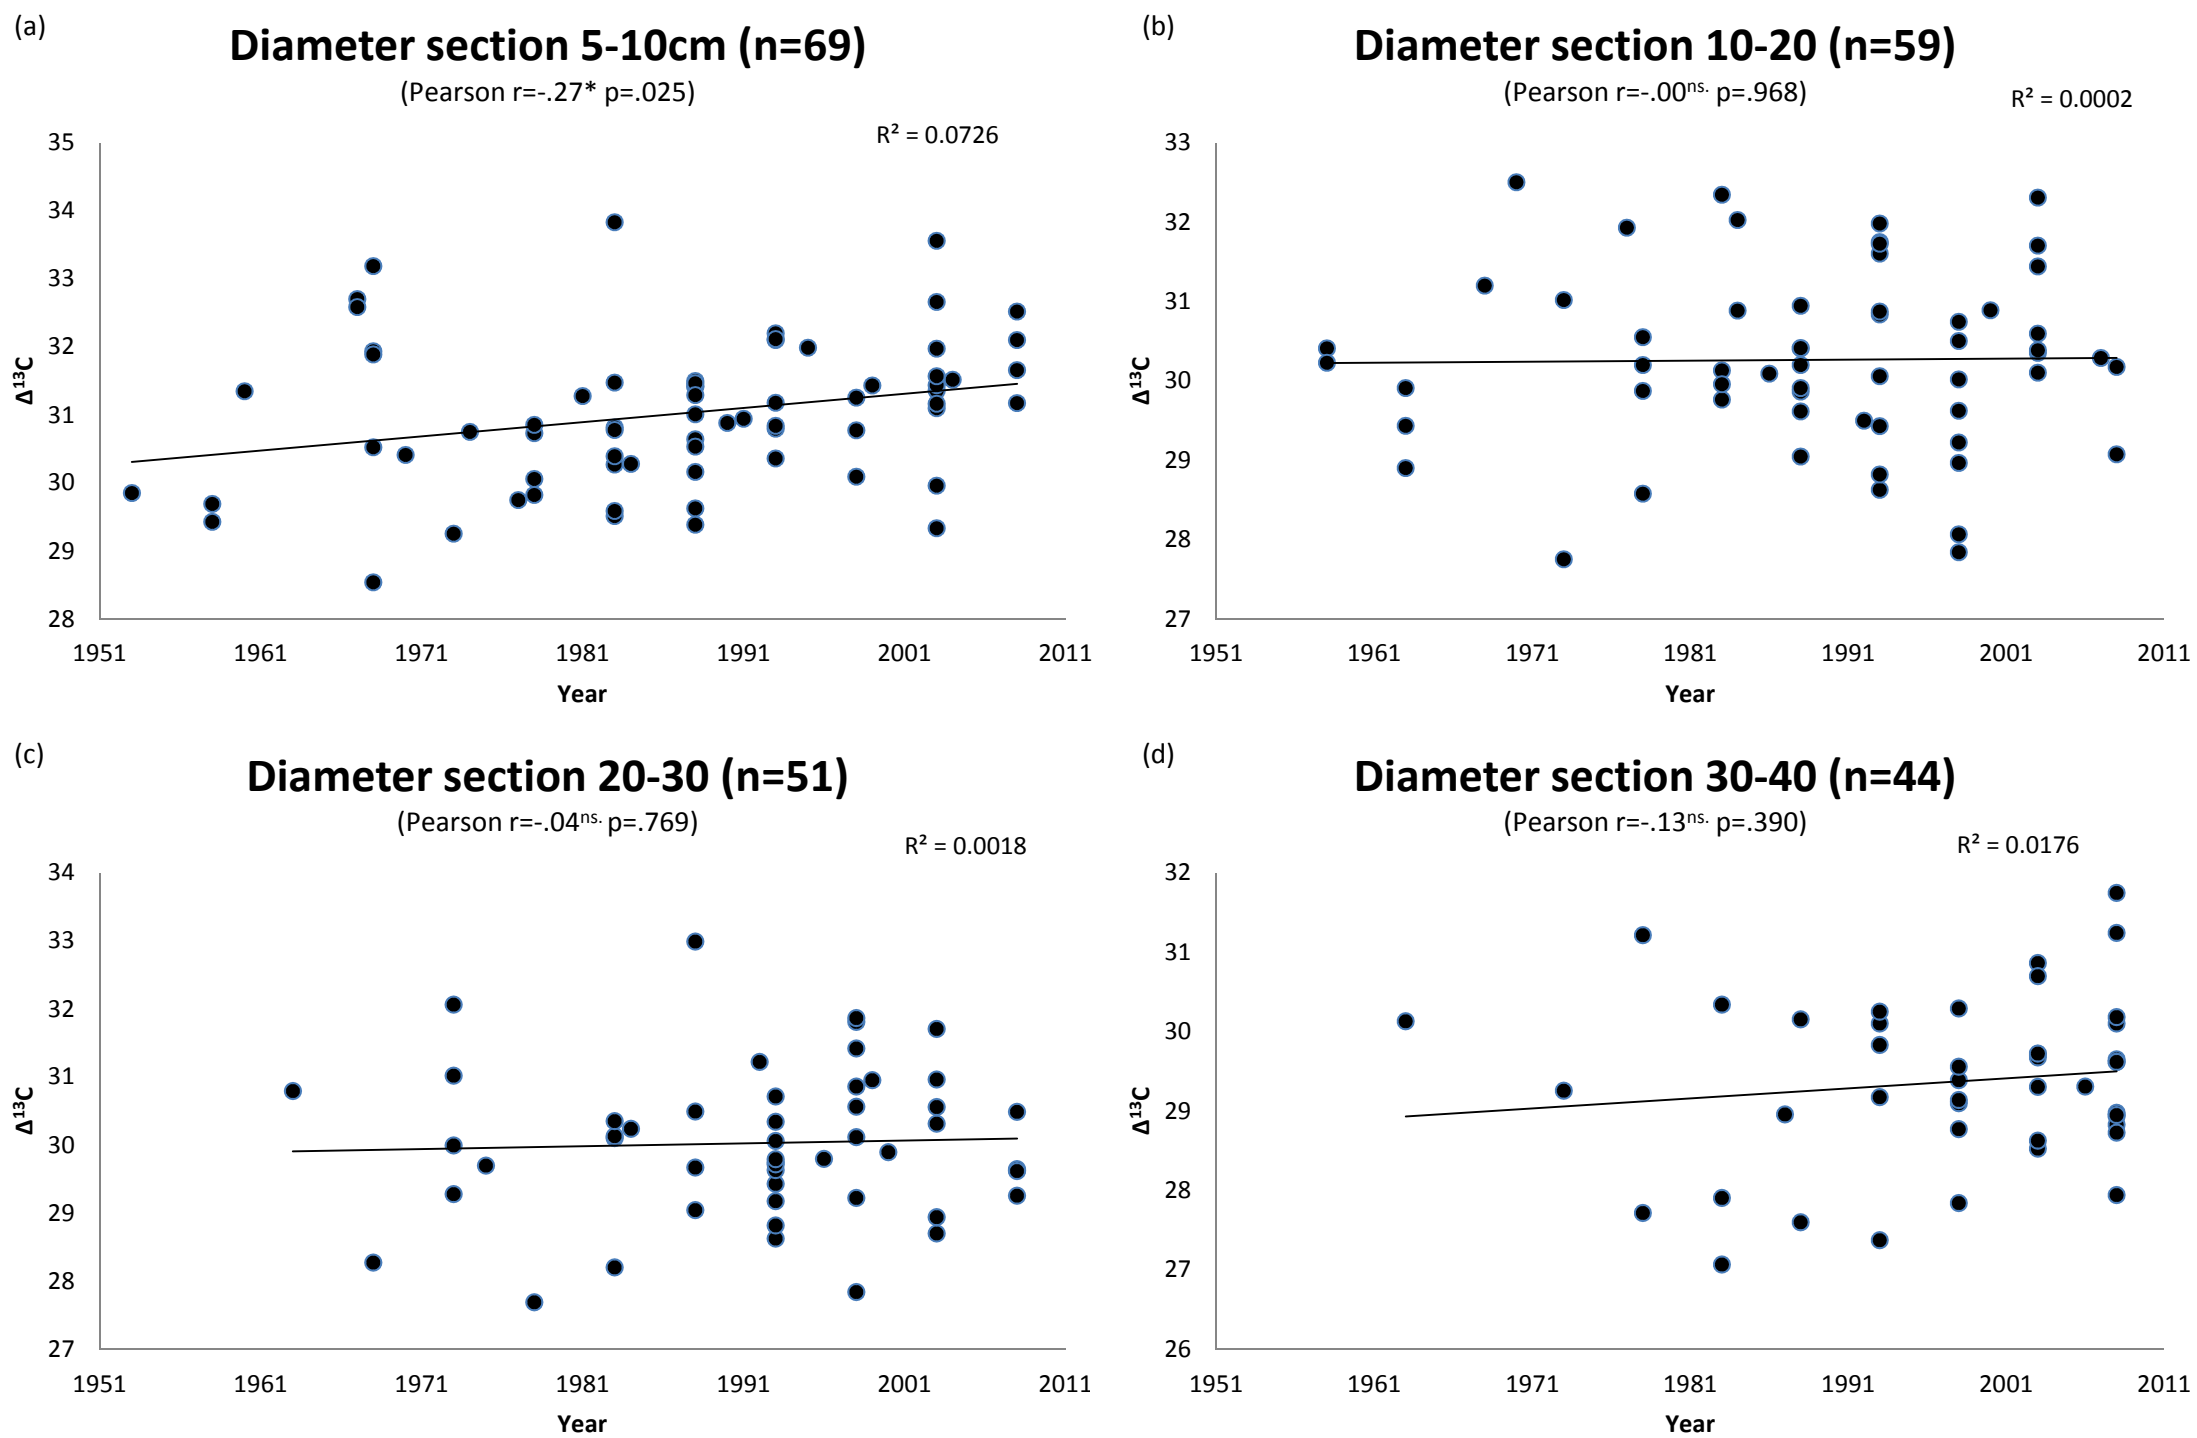 (a)
Diameter section 5-10cm (n=69)
(Pearson r=-.27* p=.025)
R² = 0.0726
35
34
33
32
31
30
29
28
Δ¹³C
1951 1961 1971 1981 1991 2001 2011
Year
(b)
Diameter section 10-20 (n=59)
(Pearson r=-.00ⁿˢ· p=.968)
R² = 0.0002
33
32
31
30
29
28
27
Δ¹³C
1951 1961 1971 1981 1991 2001 2011
Year
(c)
Diameter section 20-30 (n=51)
(Pearson r=-.04ⁿˢ· p=.769)
R² = 0.0018
34
33
32
31
30
29
28
27
Δ¹³C
1951 1961 1971 1981 1991 2001 2011
Year
(d)
Diameter section 30-40 (n=44)
(Pearson r=-.13ⁿˢ· p=.390)
R² = 0.0176
32
31
30
29
28
27
26
Δ¹³C
1951 1961 1971 1981 1991 2001 2011
Year